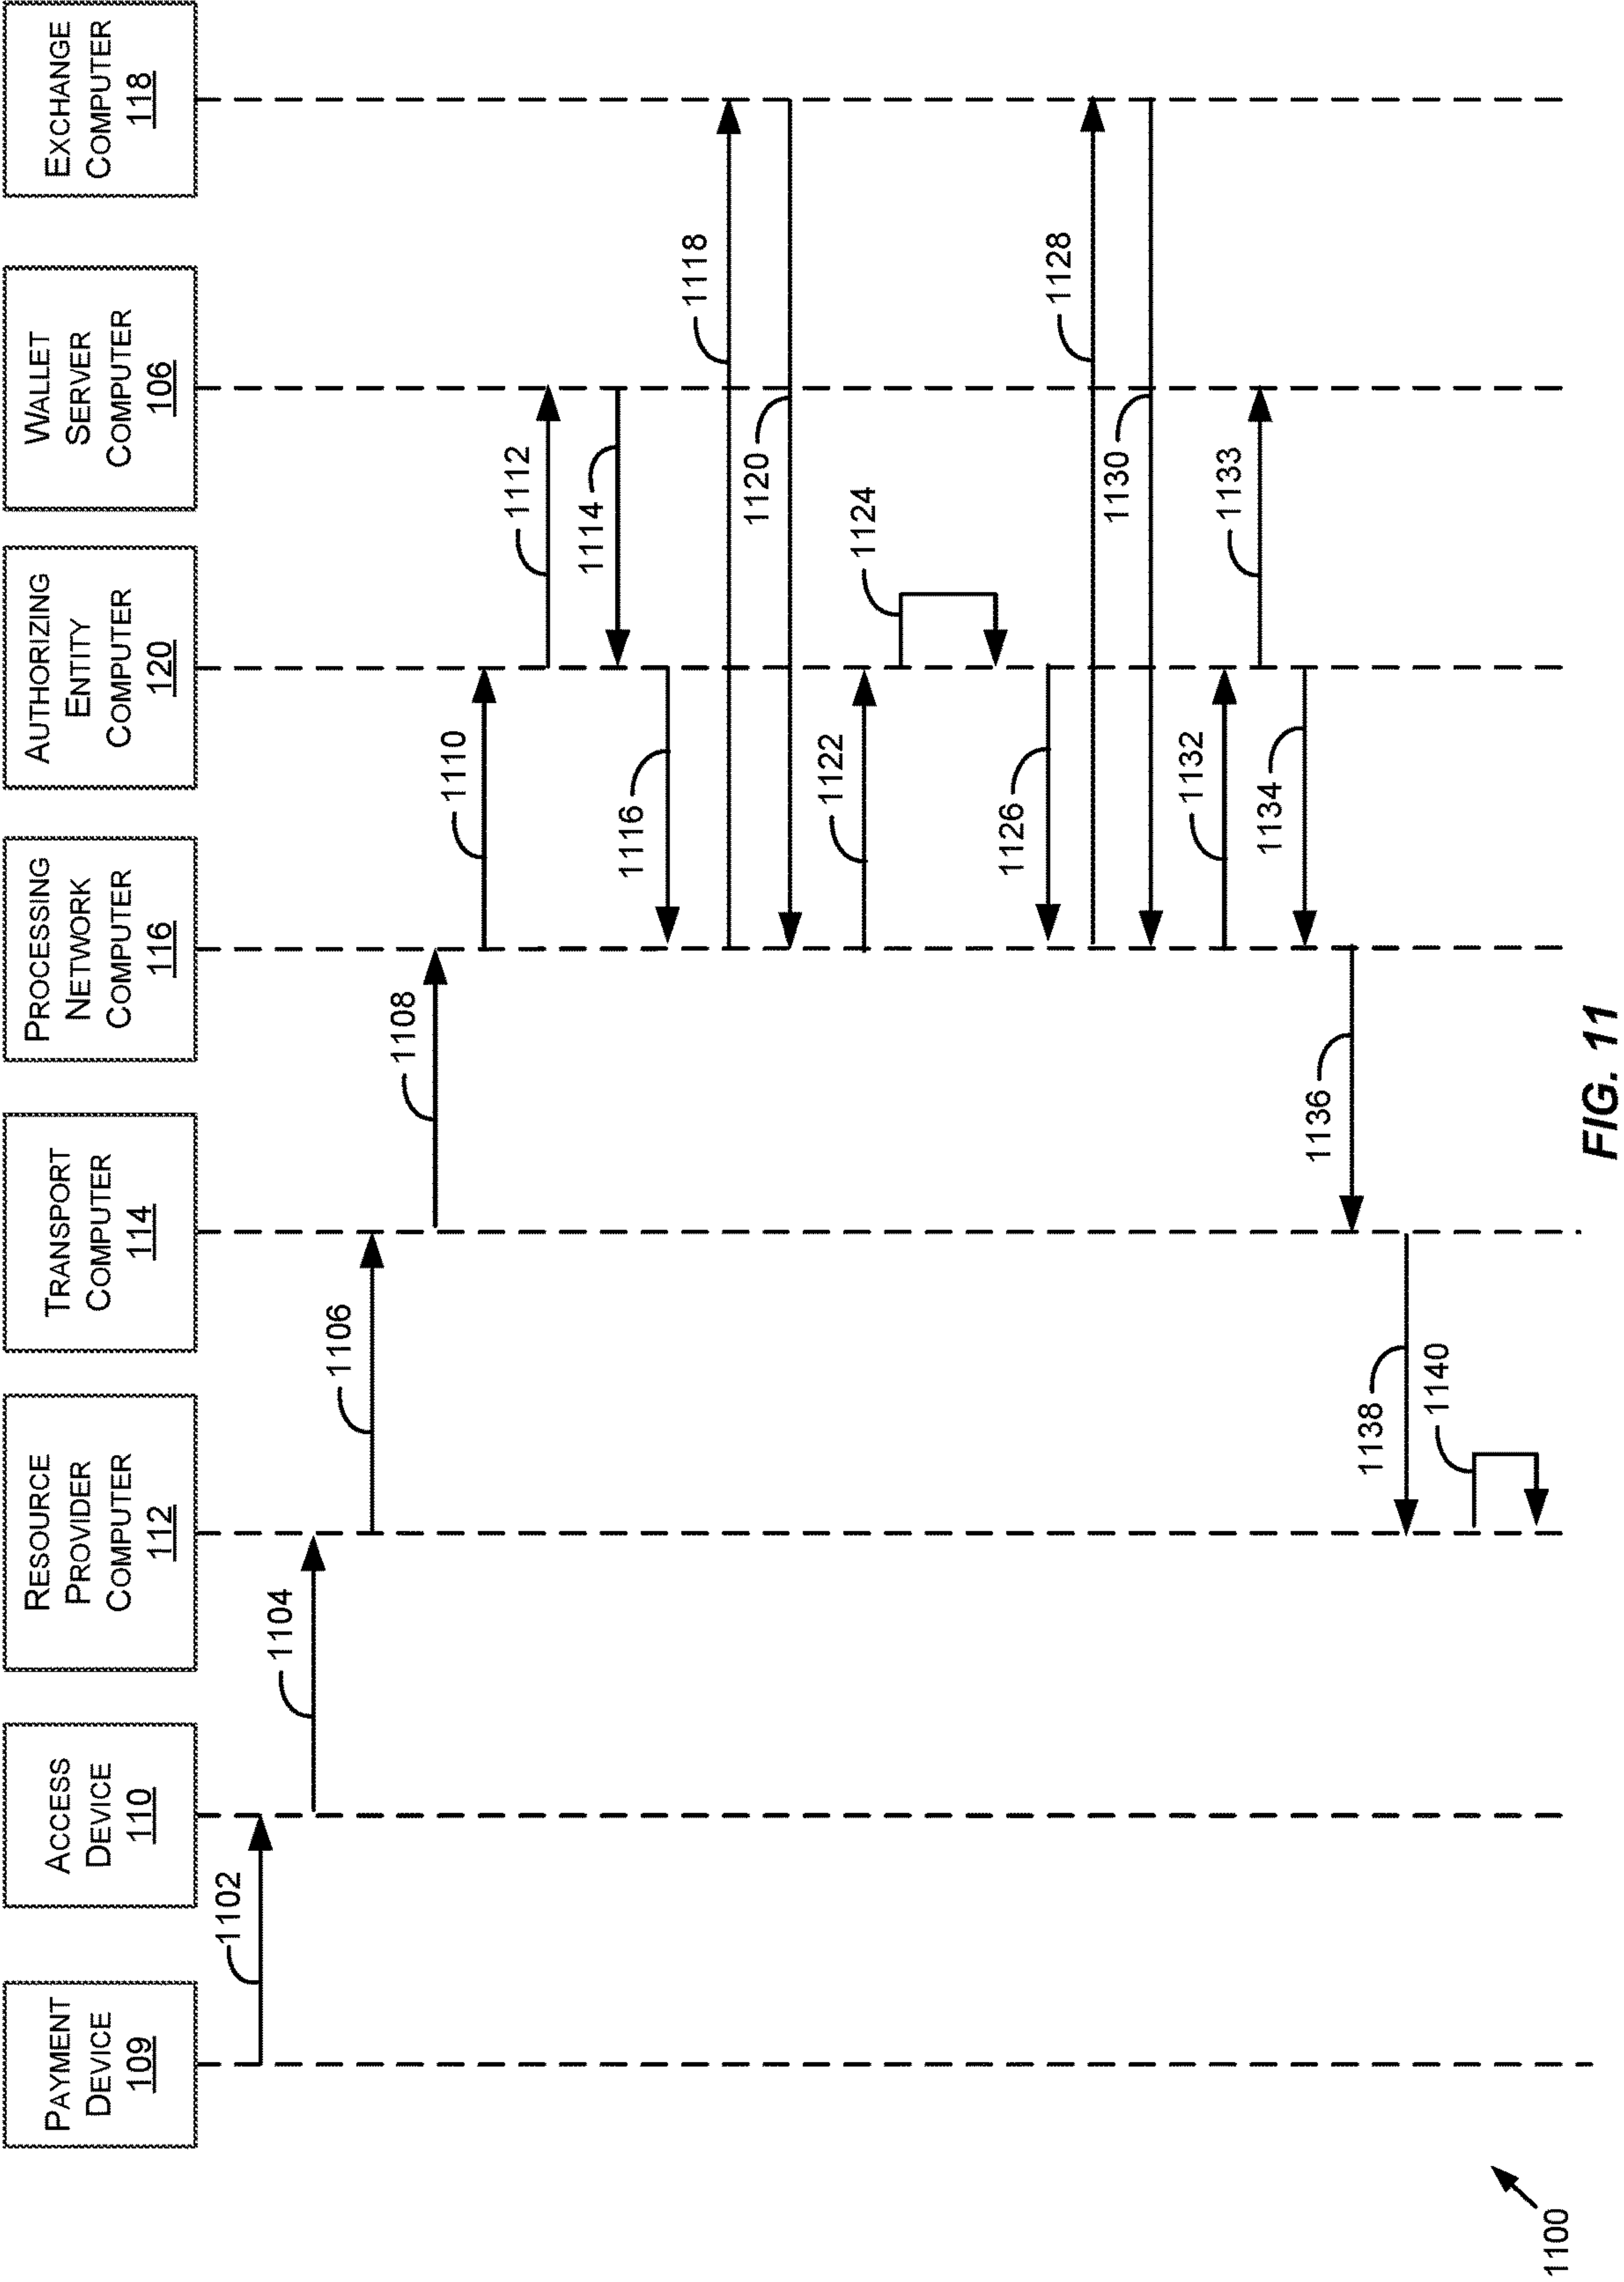 PAYMENT
DEVICE
109
ACCESS
DEVICE
110
RESOURCE
PROVIDER
COMPUTER
112
TRANSPORT
COMPUTER
114
PROCESSING
NETWORK
COMPUTER
116
AUTHORIZING
ENTITY
COMPUTER
120
WALLET
SERVER
COMPUTER
106
EXCHANGE
COMPUTER
118
1102
1104
1106
1108
1110
1112
1114
1116
1118
1120
1122
1124
1126
1128
1130
1132
1133
1134
1136
1138
1140
1100
FIG. 11